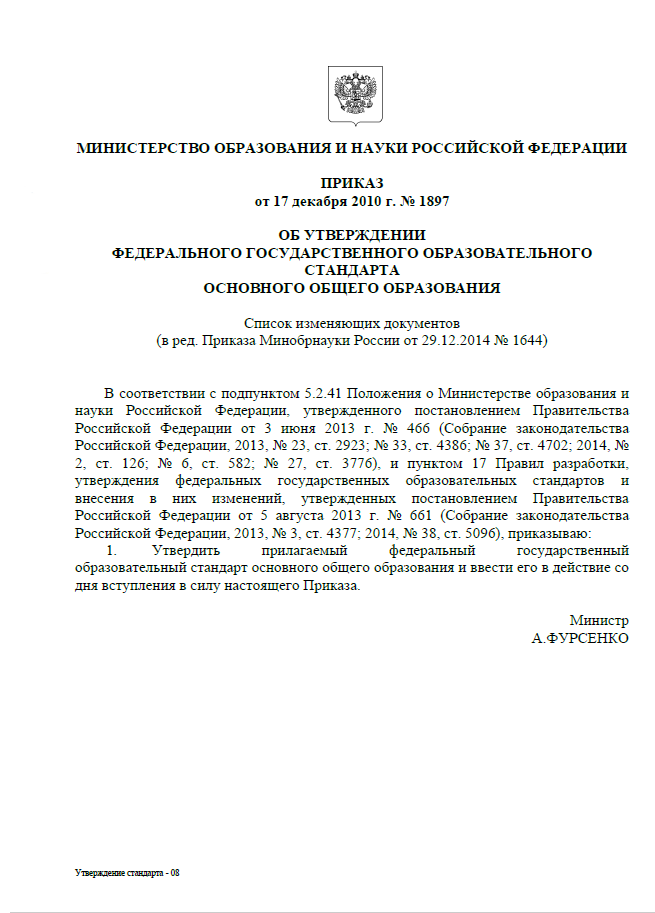 МИНИСТЕРСТВО ОБРАЗОВАНИЯ И НАУКИ РОССИЙСКОЙ ФЕДЕРАЦИИ
ПРИКАЗ
от 17 декабря 2010 г. № 1897
ОБ УТВЕРЖДЕНИИ
ФЕДЕРАЛЬНОГО ГОСУДАРСТВЕННОГО ОБРАЗОВАТЕЛЬНОГО
СТАНДАРТА
ОСНОВНОГО ОБЩЕГО ОБРАЗОВАНИЯ
Список изменяющих документов
(в ред. Приказа Минобрнауки России от 29.12.2014 № 1644)
В соответствии с подпунктом 5.2.41 Положения о Министерстве образования и
науки Российской Федерации, утвержденного постановлением Правительства
Российской Федерации от 3 июня 2013 г. № 466 (Собрание законодательства
Российской Федерации, 2013, № 23, ст. 2923; № 33, ст. 4386; № 37, ст. 4702; 2014, №
2, ст. 126; № 6, ст. 582; № 27, ст. 3776), и пунктом 17 Правил разработки,
утверждения федеральных государственных образовательных стандартов и
внесения в них изменений, утвержденных постановлением Правительства
Российской Федерации от 5 августа 2013 г. № 661 (Собрание законодательства
Российской Федерации, 2013, № 3, ст. 4377; 2014, № 38, ст. 5096), приказываю:
1. Утвердить прилагаемый федеральный государственный
образовательный стандарт основного общего образования и ввести его в действие со
дня вступления в силу настоящего Приказа.
Министр
А.ФУРСЕНКО
Утверждение стандарта - 08